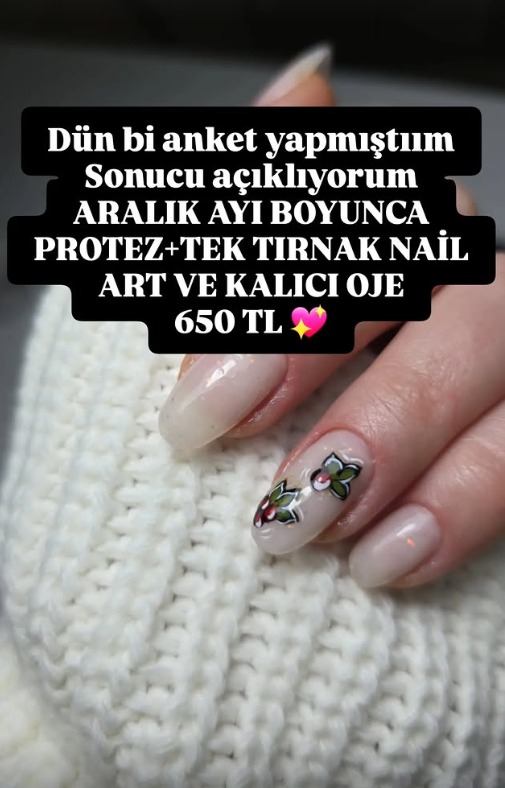 Dün bi anket yapmıştıım
Sonucu açıklıyorum
ARALIK AYI BOYUNCA
PROTEZ+TEK TIRNAK NAİL
ART VE KALICI OJE
650 TL 💖